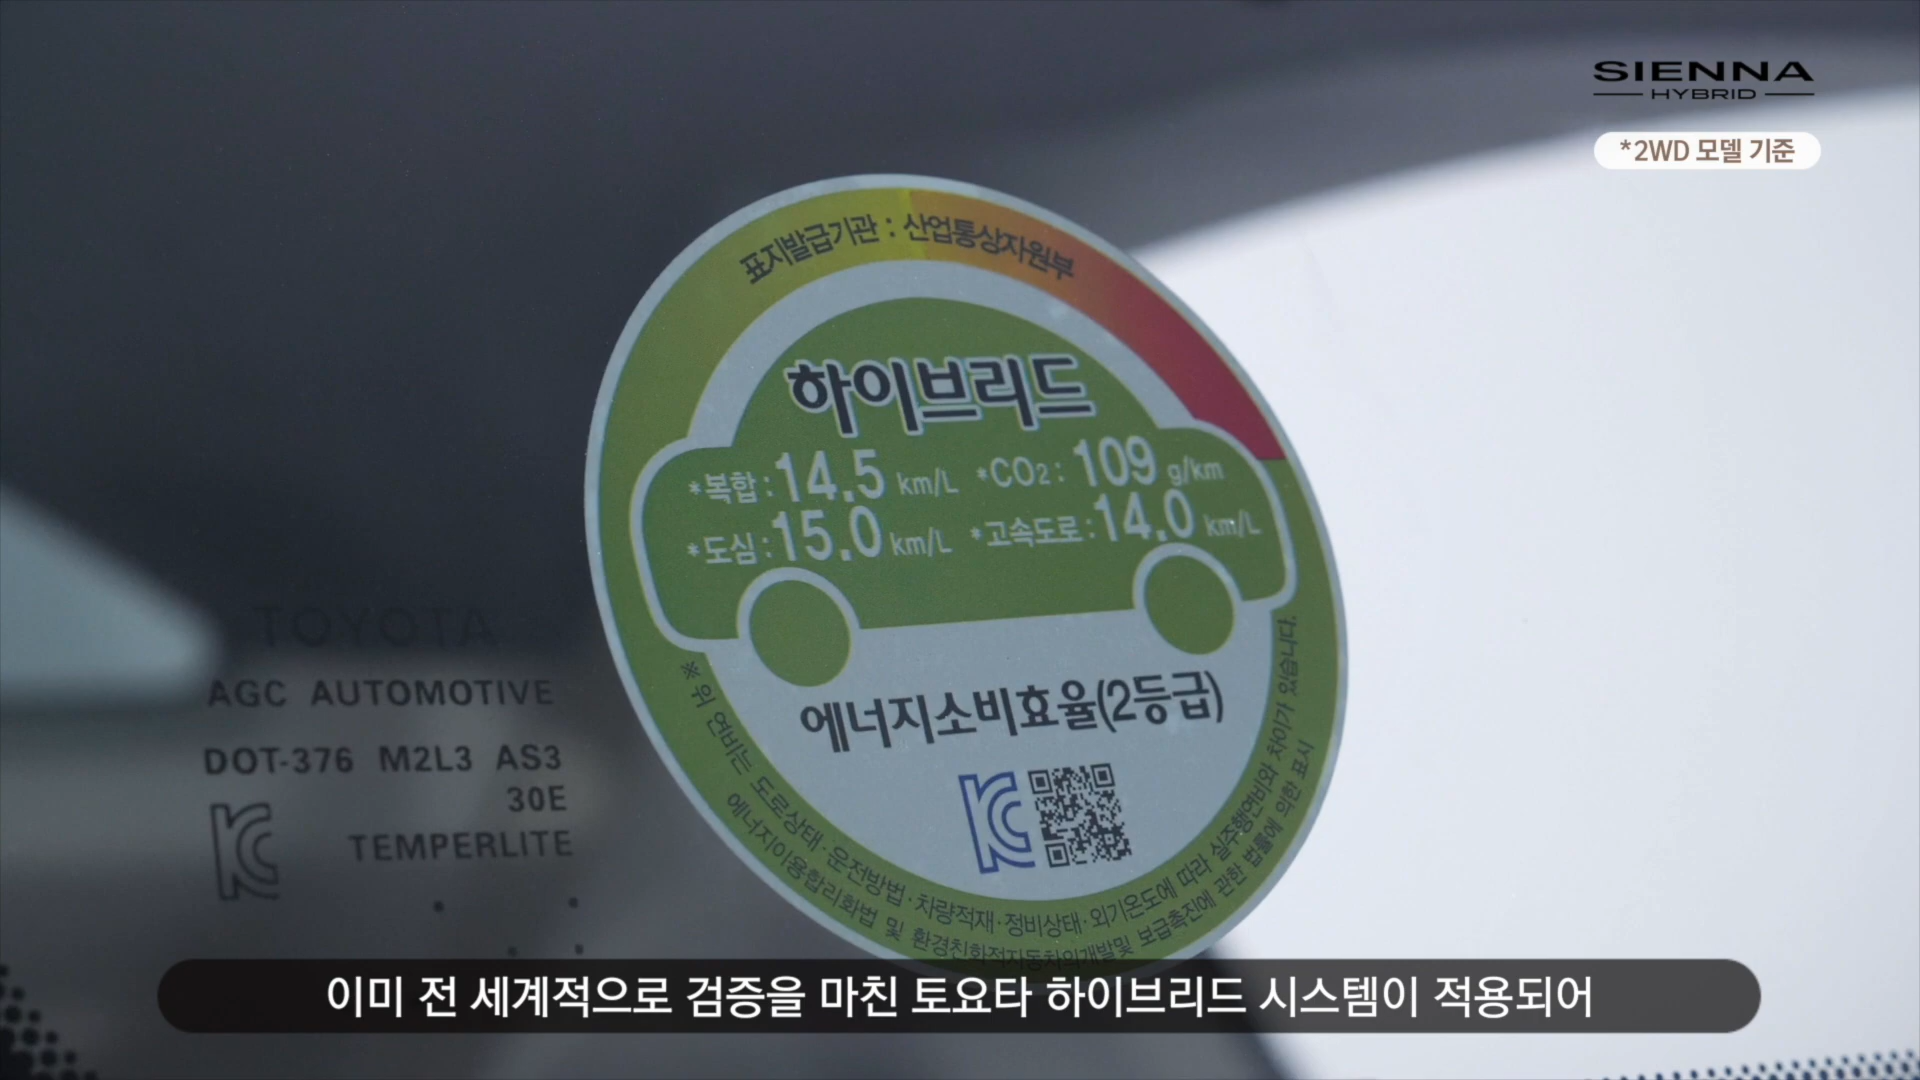 SIENNA
HYBRID
*2WD 모델 기준
표지발급기관 : 산업통상자원부
하이브리드
*복합 : 14.5 km/L *CO2 : 109 g/km
*도심 : 15.0 km/L *고속도로 : 14.0 km/L
에너지소비효율(2등급)
※ 위 연비는 도로상태·운전방법·차량적재·정비상태·외기온도에 따라 실주행연비와 차이가 있습니다.
에너지이용합리화법 및 환경친화적자동차의개발및 보급촉진에 관한 법률에 의한 표시
TOYOTA
AGC AUTOMOTIVE
DOT-376 M2L3 AS3
30E
TEMPERLITE
이미 전 세계적으로 검증을 마친 토요타 하이브리드 시스템이 적용되어